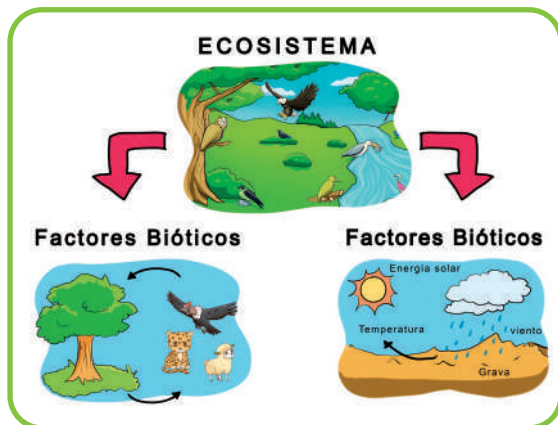 ECOSISTEMA
Factores Bióticos
Factores Bióticos
Energía solar
Temperatura
viento
Grava